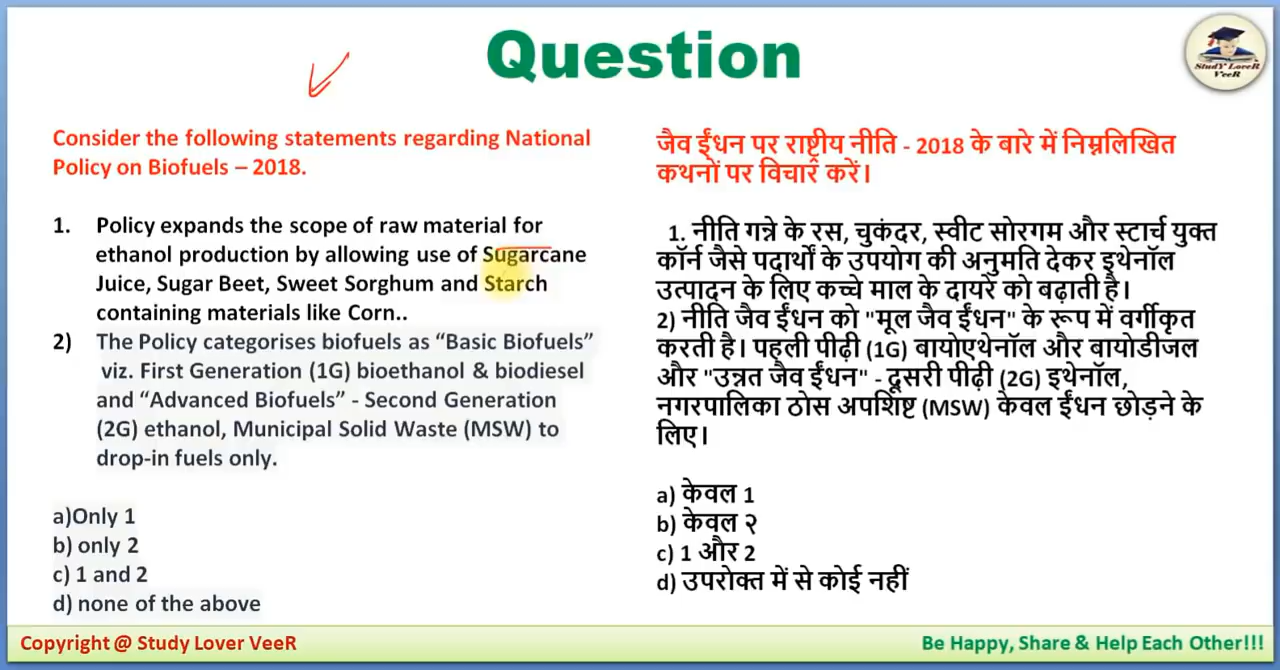 Question
StudY LoveR
VeeR
Consider the following statements regarding National
Policy on Biofuels – 2018.
1. Policy expands the scope of raw material for
ethanol production by allowing use of Sugarcane
Juice, Sugar Beet, Sweet Sorghum and Starch
containing materials like Corn..
2) The Policy categorises biofuels as “Basic Biofuels”
viz. First Generation (1G) bioethanol & biodiesel
and “Advanced Biofuels” - Second Generation
(2G) ethanol, Municipal Solid Waste (MSW) to
drop-in fuels only.
a)Only 1
b) only 2
c) 1 and 2
d) none of the above
जैव ईंधन पर राष्ट्रीय नीति - 2018 के बारे में निम्नलिखित
कथनों पर विचार करें।
1. नीति गन्ने के रस, चुकंदर, स्वीट सोरगम और स्टार्च युक्त
कॉर्न जैसे पदार्थों के उपयोग की अनुमति देकर इथेनॉल
उत्पादन के लिए कच्चे माल के दायरे को बढ़ाती है।
2) नीति जैव ईंधन को "मूल जैव ईंधन" के रूप में वर्गीकृत
करती है। पहली पीढ़ी (1G) बायोएथेनॉल और बायोडीजल
और "उन्नत जैव ईंधन" - दूसरी पीढ़ी (2G) इथेनॉल,
नगरपालिका ठोस अपशिष्ट (MSW) केवल ईंधन छोड़ने के
लिए।
a) केवल 1
b) केवल २
c) 1 और 2
d) उपरोक्त में से कोई नहीं
Copyright @ Study Lover VeeR
Be Happy, Share & Help Each Other!!!